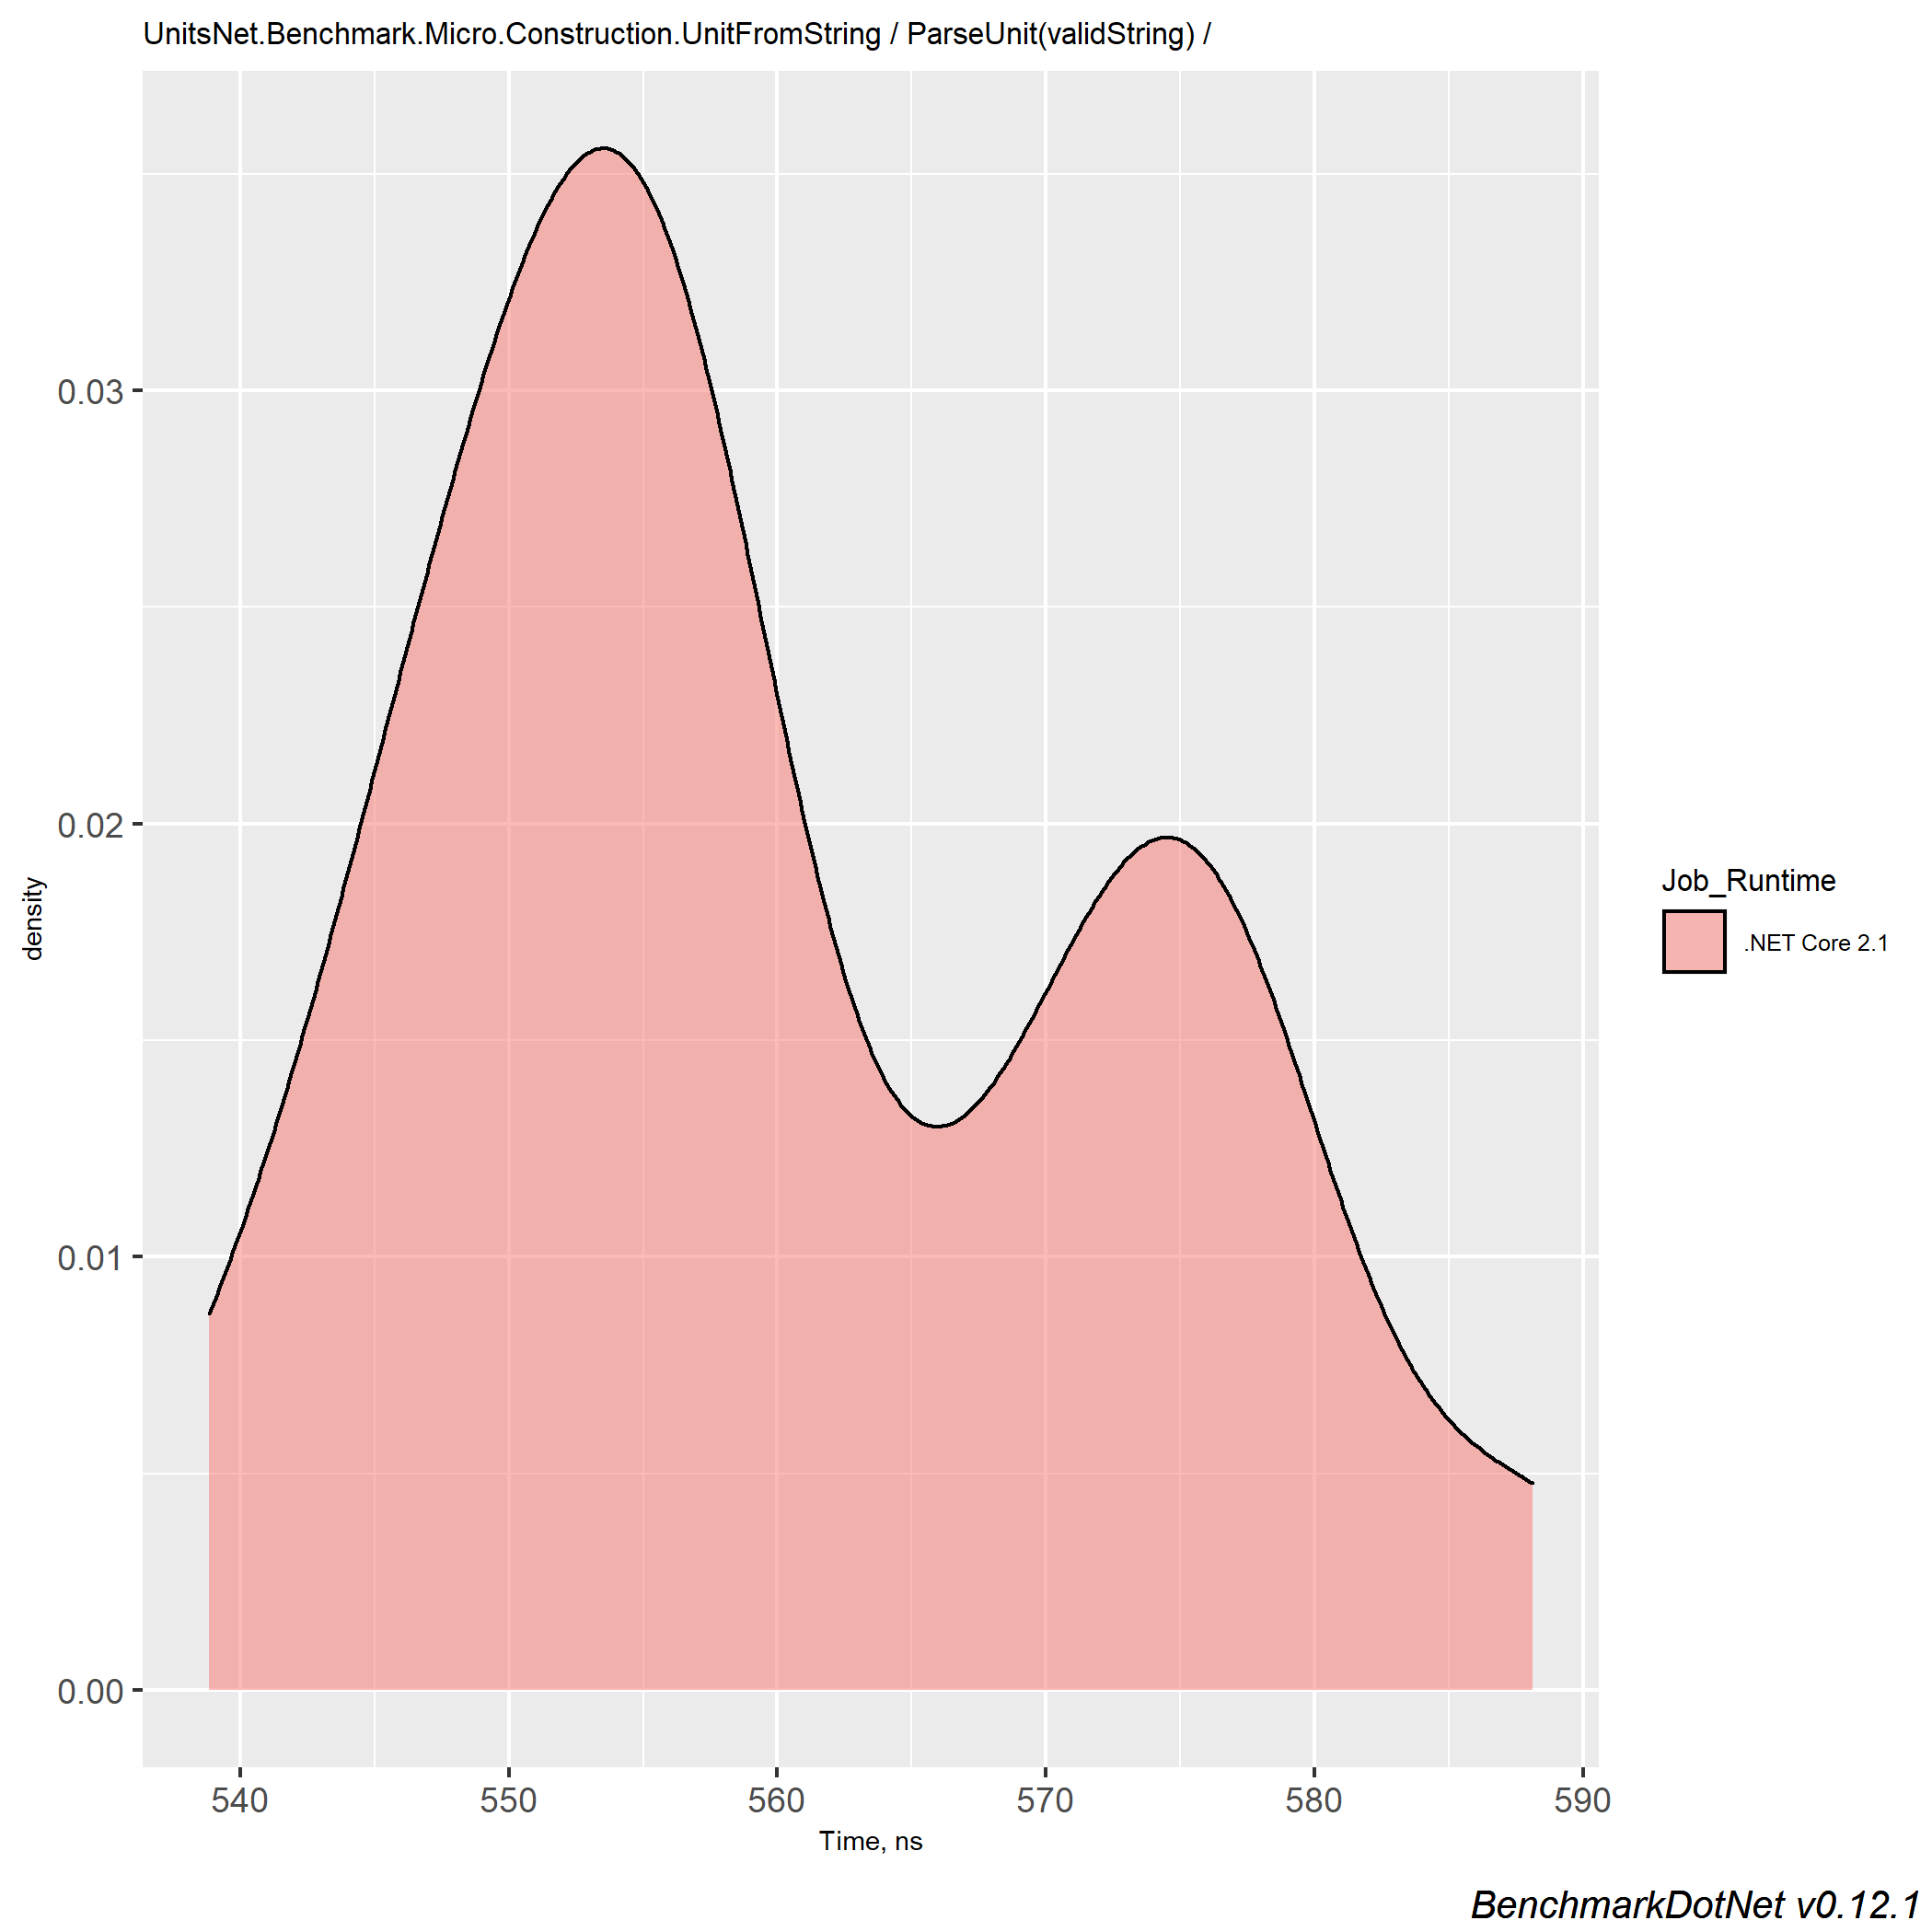 UnitsNet.Benchmark.Micro.Construction.UnitFromString / ParseUnit(validString) /
0.03
0.02
0.01
0.00
density
540 550 560 570 580 590
Time, ns
Job_Runtime
.NET Core 2.1
BenchmarkDotNet v0.12.1